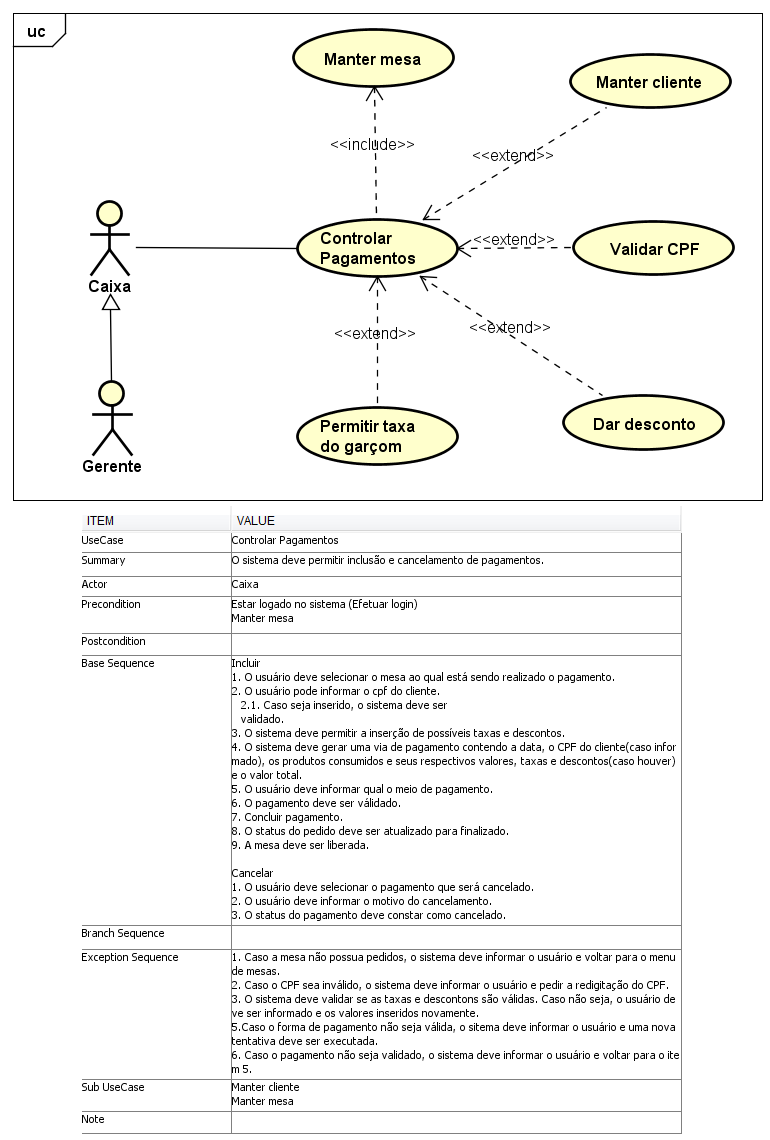 uc
Manter mesa
Manter cliente
<<include>>
<<extend>>
Controlar
Pagamentos
<<extend>>
Validar CPF
Caixa
<<extend>>
<<extend>>
Permitir taxa
do garçom
Dar desconto
Gerente
ITEM VALUE
UseCase Controlar Pagamentos
Summary O sistema deve permitir inclusão e cancelamento de pagamentos.
Actor Caixa
Precondition Estar logado no sistema (Efetuar login)
Manter mesa
Postcondition
Base Sequence Incluir
1. O usuário deve selecionar o mesa ao qual está sendo realizado o pagamento.
2. O usuário pode informar o cpf do cliente.
2.1. Caso seja inserido, o sistema deve ser
validado.
3. O sistema deve permitir a inserção de possíveis taxas e descontos.
4. O sistema deve gerar uma via de pagamento contendo a data, o CPF do cliente(caso infor
mado), os produtos consumidos e seus respectivos valores, taxas e descontos(caso houver)
e o valor total.
5. O usuário deve informar qual o meio de pagamento.
6. O pagamento deve ser válidado.
7. Concluir pagamento.
8. O status do pedido deve ser atualizado para finalizado.
9. A mesa deve ser liberada.
Cancelar
1. O usuário deve selecionar o pagamento que será cancelado.
2. O usuário deve informar o motivo do cancelamento.
3. O status do pagamento deve constar como cancelado.
Branch Sequence
Exception Sequence 1. Caso a mesa não possua pedidos, o sistema deve informar o usuário e voltar para o menu
de mesas.
2. Caso o CPF sea inválido, o sistema deve informar o usuário e pedir a redigitação do CPF.
3. O sistema deve validar se as taxas e descontons são válidas. Caso não seja, o usuário de
ve ser informado e os valores inseridos novamente.
5.Caso o forma de pagamento não seja válida, o sitema deve informar o usuário e uma nova
tentativa deve ser executada.
6. Caso o pagamento não seja validado, o sistema deve informar o usuário e voltar para o ite
m 5.
Sub UseCase Manter cliente
Manter mesa
Note